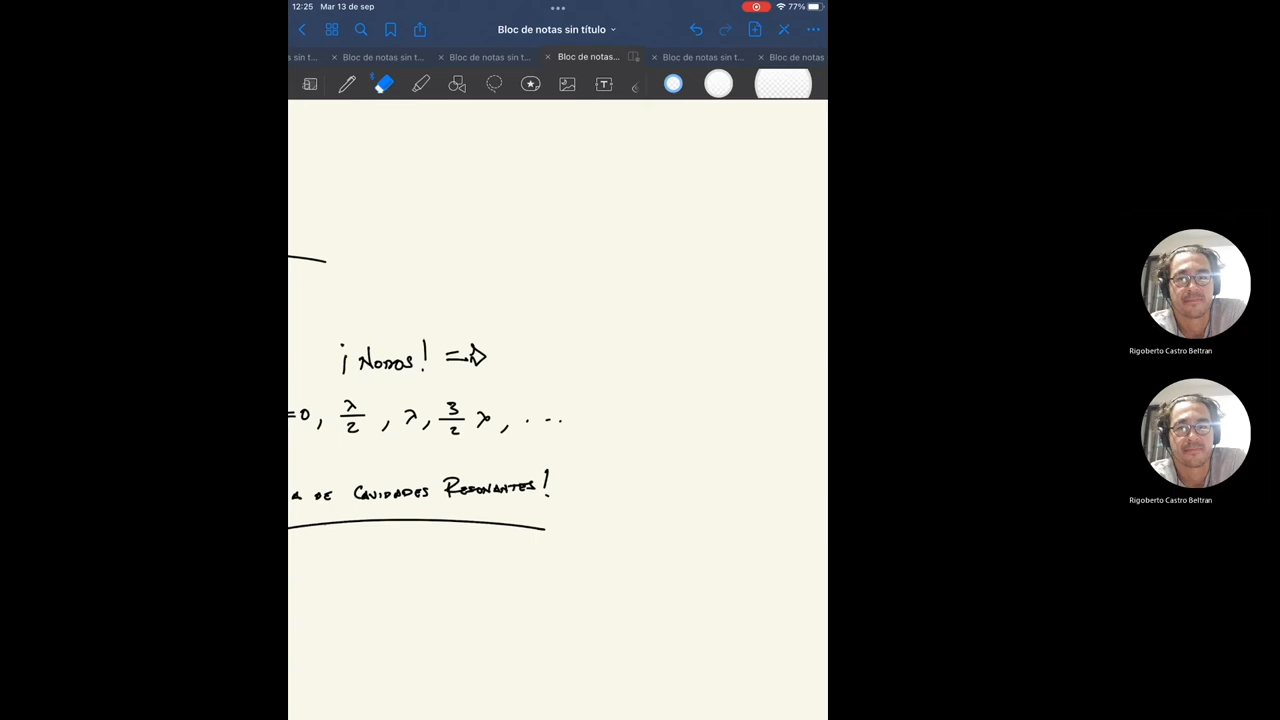 12:25 Mar 13 de sep 77%
Bloc de notas sin título
s sin t... Bloc de notas sin t... Bloc de notas sin t... Bloc de notas... Bloc de notas sin t... Bloc de notas
¡Nodos! ⇒
=0, λ/2, λ, 3/2 λ, ...
a de Cavidades Resonantes!
Rigoberto Castro Beltran
Rigoberto Castro Beltran